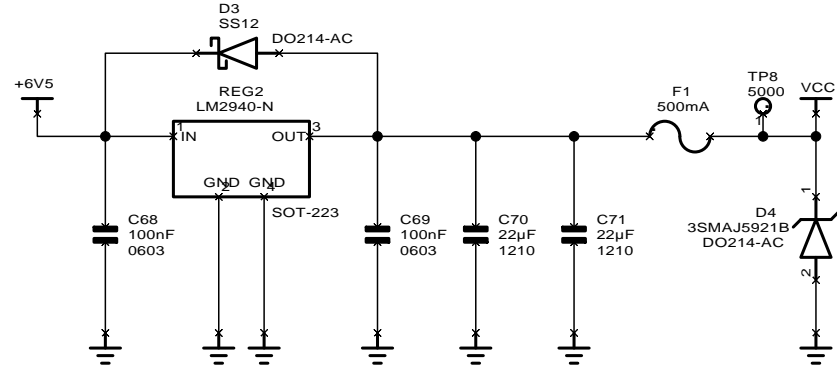 D3
SS12
DO214-AC
+6V5
REG2
LM2940-N
F1
500mA
TP8
5000
VCC
1
1
IN
OUT
3
GND
GND
2
4
SOT-223
C68
100nF
0603
C69
100nF
0603
C70
22µF
1210
C71
22µF
1210
1
D4
3SMAJ5921B
DO214-AC
2